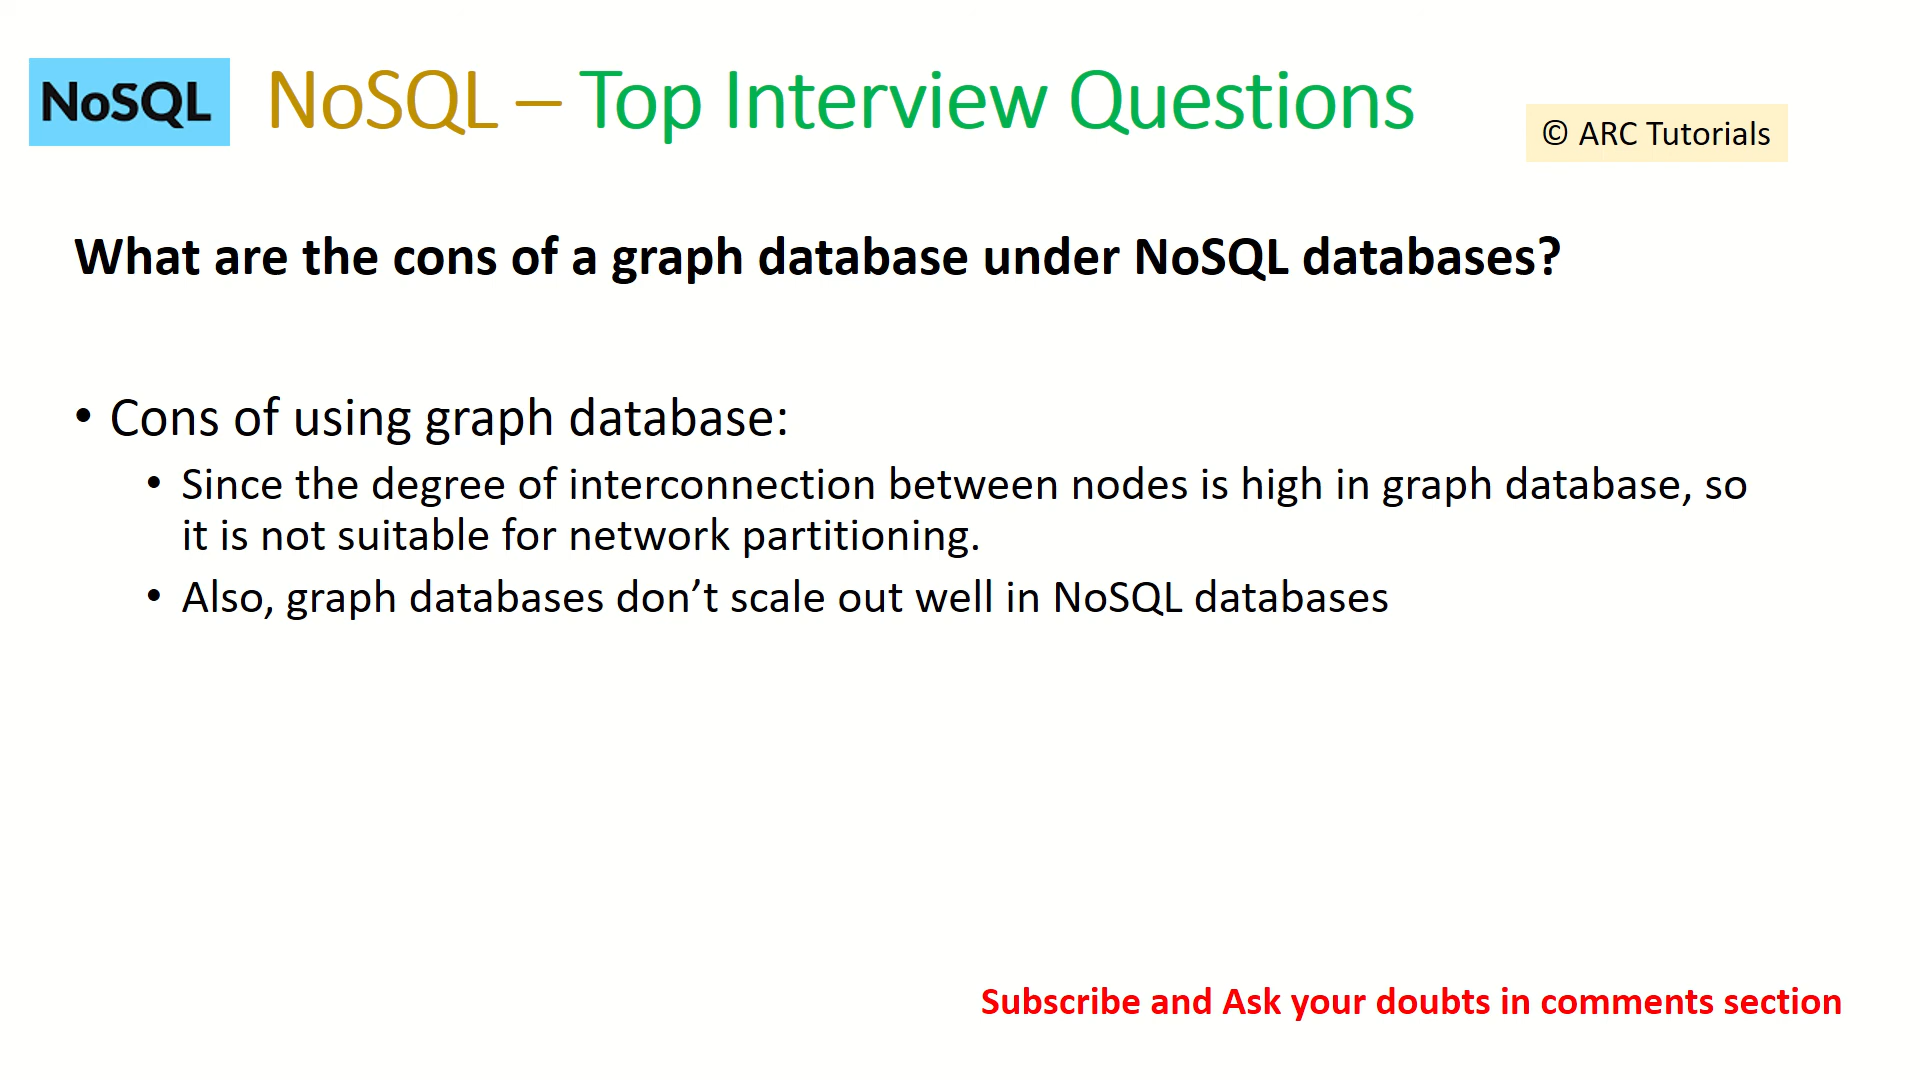 NoSQL
NoSQL – Top Interview Questions
© ARC Tutorials
What are the cons of a graph database under NoSQL databases?
• Cons of using graph database:
• Since the degree of interconnection between nodes is high in graph database, so
it is not suitable for network partitioning.
• Also, graph databases don’t scale out well in NoSQL databases
Subscribe and Ask your doubts in comments section